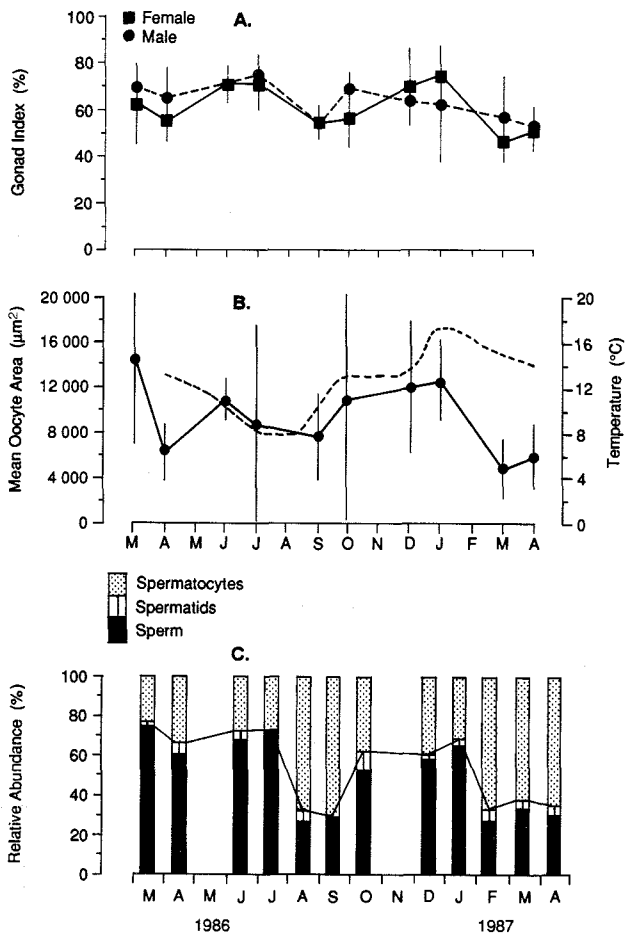 A.
Female
Male
100
80
60
40
20
0
Gonad Index (%)
B.
20 000
16 000
12 000
8 000
4 000
0
Mean Oocyte Area (µm²)
20
16
12
8
4
0
Temperature (°C)
M A M J J A S O N D J F M A
Spermatocytes
Spermatids
Sperm
C.
100
80
60
40
20
0
Relative Abundance (%)
M A M J J A S O N D J F M A
1986 1987